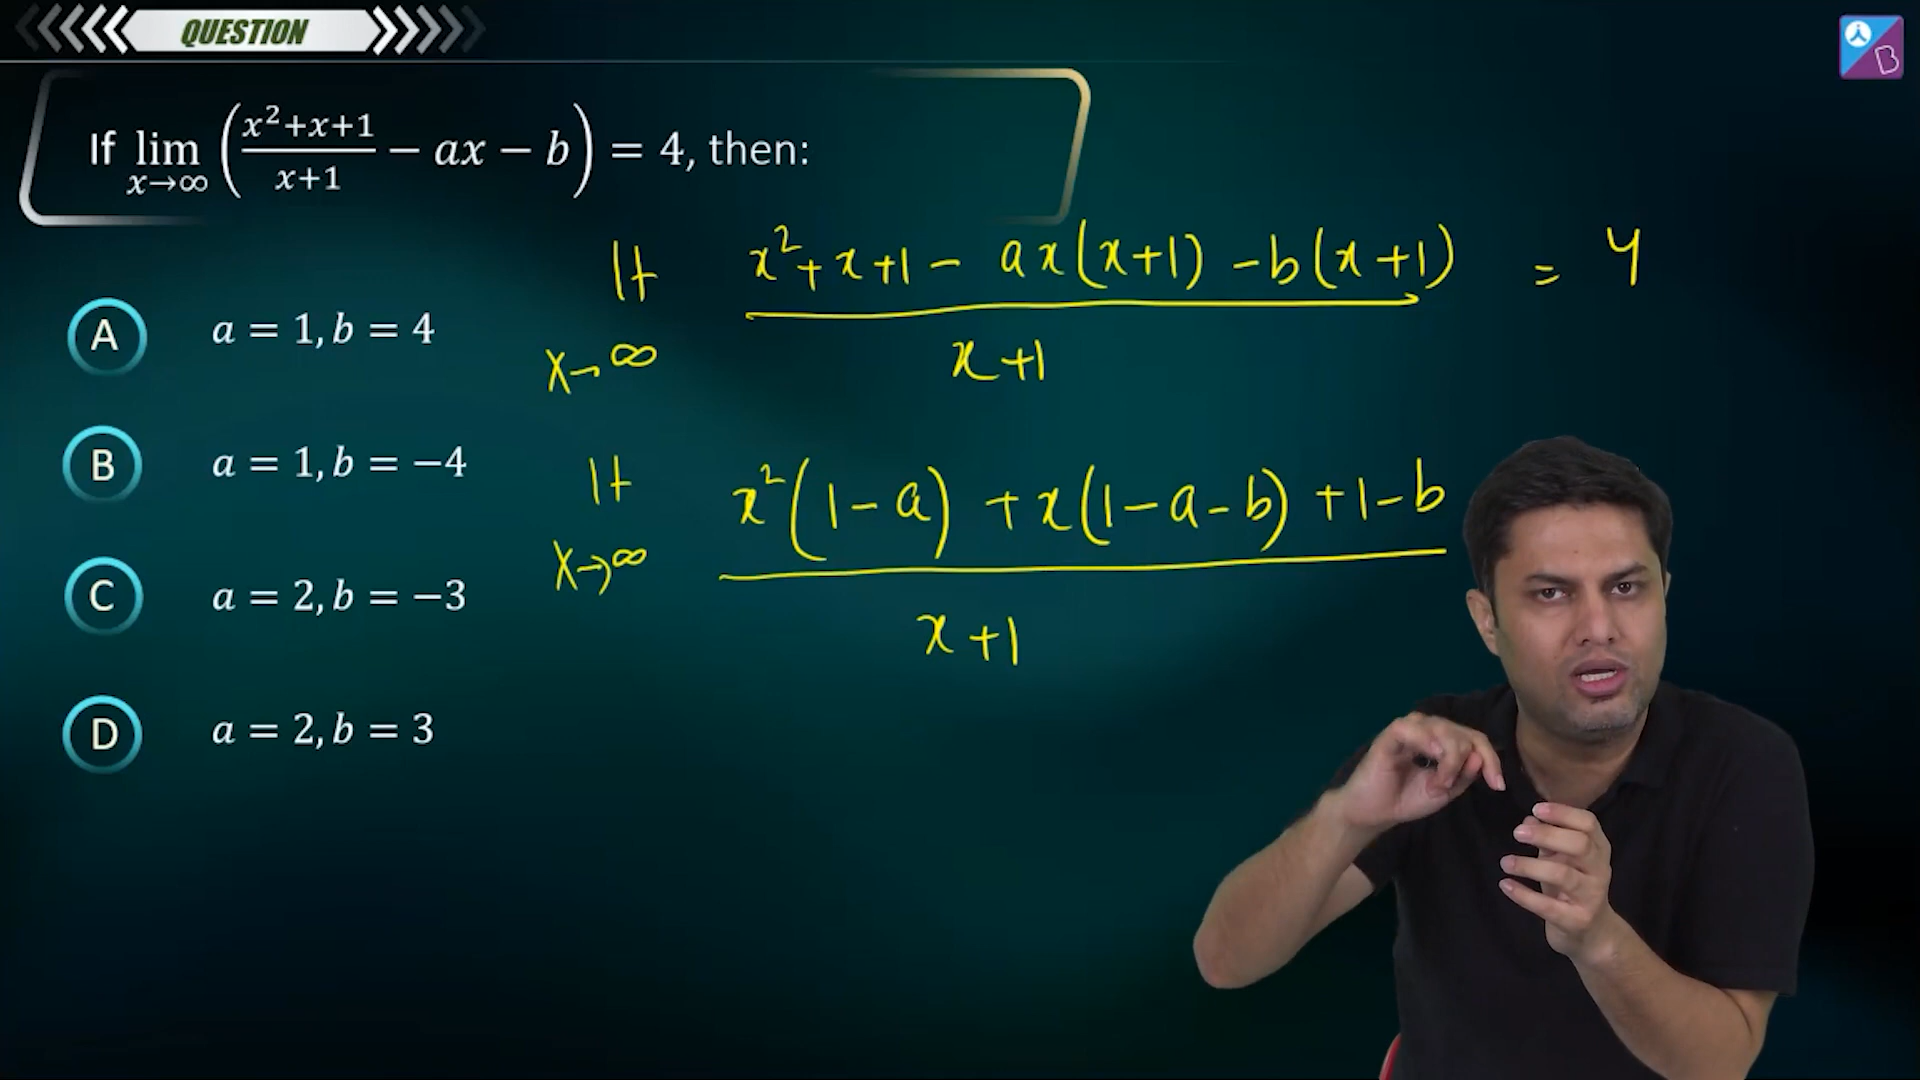 QUESTION
If lim x→∞ ( (x²+x+1)/(x+1) − ax − b ) = 4, then:
lt x→∞ (x²+x+1 − ax(x+1) − b(x+1))/(x+1) = 4
A a = 1, b = 4
B a = 1, b = −4
lt x→∞ (x²(1−a) + x(1−a−b) + 1−b)/(x+1)
C a = 2, b = −3
D a = 2, b = 3
B